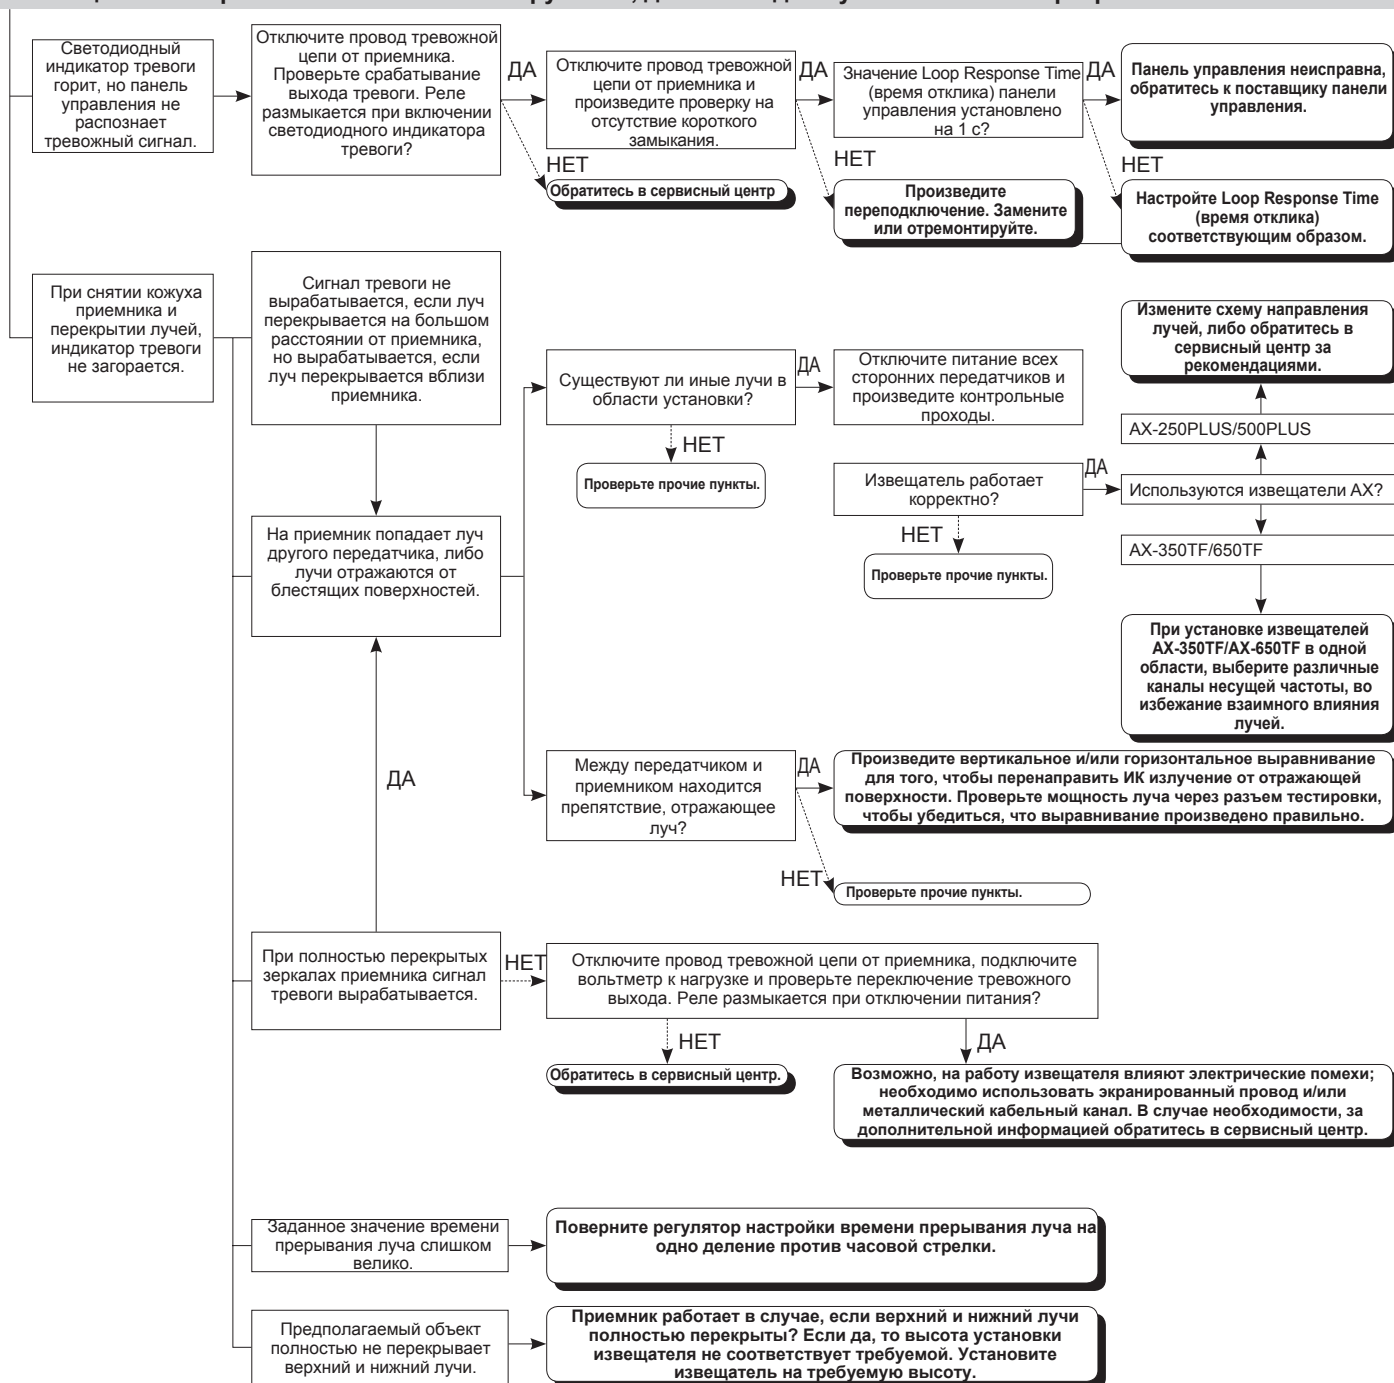 Светодиодный
индикатор тревоги
горит, но панель
управления не
распознает
тревожный сигнал.
Отключите провод тревожной
цепи от приемника.
Проверьте срабатывание
выхода тревоги. Реле
размыкается при включении
светодиодного индикатора
тревоги?
ДА
НЕТ
Обратитесь в сервисный центр
Отключите провод тревожной
цепи от приемника и
произведите проверку на
отсутствие короткого
замыкания.
ДА
НЕТ
Произведите
переподключение. Замените
или отремонтируйте.
Значение Loop Response Time
(время отклика) панели
управления установлено
на 1 с?
ДА
НЕТ
Панель управления неисправна,
обратитесь к поставщику панели
управления.
Настройте Loop Response Time
(время отклика)
соответствующим образом.
При снятии кожуха
приемника и
перекрытии лучей,
индикатор тревоги
не загорается.
Сигнал тревоги не
вырабатывается, если луч
перекрывается на большом
расстоянии от приемника,
но вырабатывается, если
луч перекрывается вблизи
приемника.
На приемник попадает луч
другого передатчика, либо
лучи отражаются от
блестящих поверхностей.
Существуют ли иные лучи в
области установки?
ДА
НЕТ
Проверьте прочие пункты.
Отключите питание всех
сторонних передатчиков и
произведите контрольные
проходы.
Извещатель работает
корректно?
ДА
НЕТ
Проверьте прочие пункты.
Измените схему направления
лучей, либо обратитесь в
сервисный центр за
рекомендациями.
AX-250PLUS/500PLUS
Используются извещатели AX?
AX-350TF/650TF
При установке извещателей
AX-350TF/AX-650TF в одной
области, выберите различные
каналы несущей частоты, во
избежание взаимного влияния
лучей.
Между передатчиком и
приемником находится
препятствие, отражающее
луч?
ДА
НЕТ
Произведите вертикальное и/или горизонтальное выравнивание
для того, чтобы перенаправить ИК излучение от отражающей
поверхности. Проверьте мощность луча через разъем тестировки,
чтобы убедиться, что выравнивание произведено правильно.
Проверьте прочие пункты.
ДА
При полностью перекрытых
зеркалах приемника сигнал
тревоги вырабатывается.
НЕТ
Отключите провод тревожной цепи от приемника, подключите
вольтметр к нагрузке и проверьте переключение тревожного
выхода. Реле размыкается при отключении питания?
НЕТ
ДА
Обратитесь в сервисный центр.
Возможно, на работу извещателя влияют электрические помехи;
необходимо использовать экранированный провод и/или
металлический кабельный канал. В случае необходимости, за
дополнительной информацией обратитесь в сервисный центр.
Заданное значение времени
прерывания луча слишком
велико.
Поверните регулятор настройки времени прерывания луча на
одно деление против часовой стрелки.
Предполагаемый объект
полностью не перекрывает
верхний и нижний лучи.
Приемник работает в случае, если верхний и нижний лучи
полностью перекрыты? Если да, то высота установки
извещателя не соответствует требуемой. Установите
извещатель на требуемую высоту.